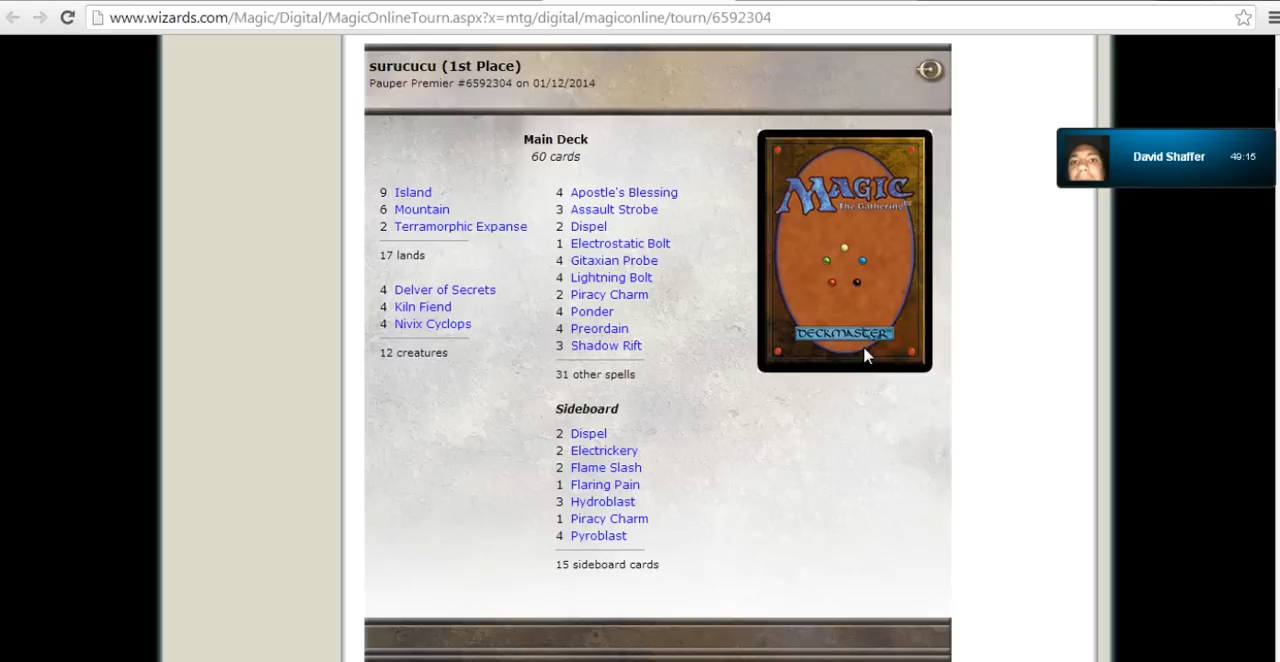 www.wizards.com/Magic/Digital/MagicOnlineTourn.aspx?x=mtg/digital/magiconline/tourn/6592304
surucucu (1st Place)
Pauper Premier #6592304 on 01/12/2014
Main Deck
60 cards
9 Island
6 Mountain
2 Terramorphic Expanse
17 lands
4 Delver of Secrets
4 Kiln Fiend
4 Nivix Cyclops
12 creatures
4 Apostle's Blessing
3 Assault Strobe
2 Dispel
1 Electrostatic Bolt
4 Gitaxian Probe
4 Lightning Bolt
2 Piracy Charm
4 Ponder
4 Preordain
3 Shadow Rift
31 other spells
Sideboard
2 Dispel
2 Electrickery
2 Flame Slash
1 Flaring Pain
3 Hydroblast
1 Piracy Charm
4 Pyroblast
15 sideboard cards
MAGIC
The Gathering
DECKMASTER
David Shaffer 49:15